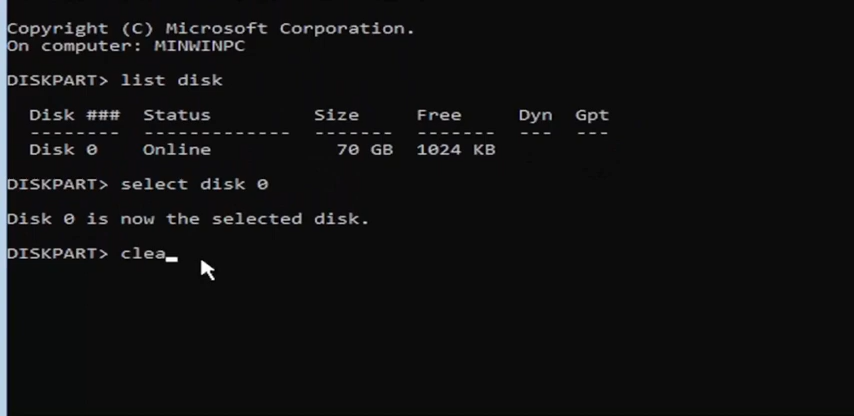 Copyright (C) Microsoft Corporation.
On computer: MINWINPC
DISKPART> list disk
Disk ### Status Size Free Dyn Gpt
-------- ------------- ------- ------- --- ---
Disk 0 Online 70 GB 1024 KB
DISKPART> select disk 0
Disk 0 is now the selected disk.
DISKPART> clea_